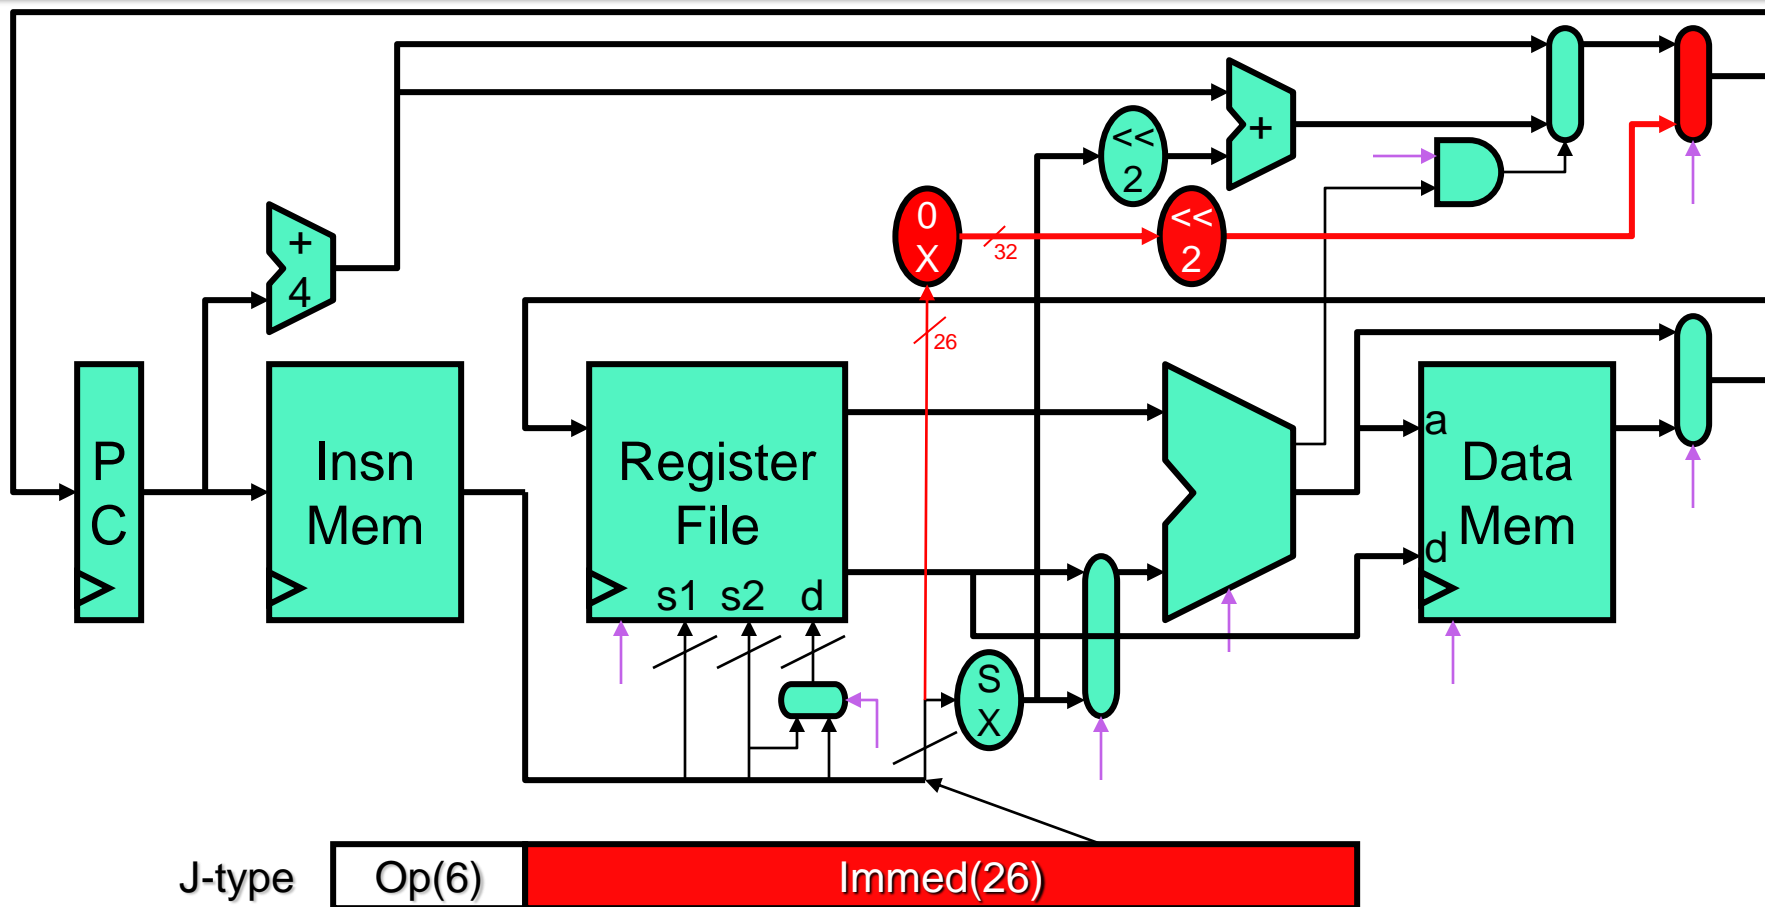 <<
2
+
0
X
32
<<
2
+
4
26
P
C
Insn
Mem
Register
File
s1 s2 d
a
Data
Mem
d
S
X
J-type Op(6) Immed(26)